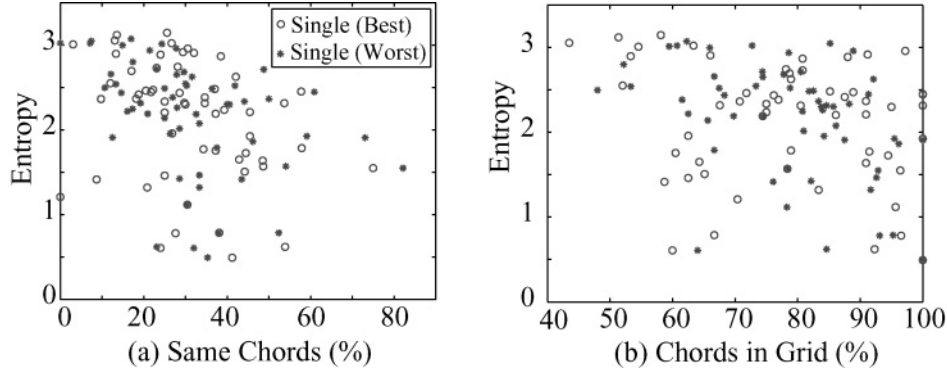 Single (Best)
Single (Worst)
Entropy
3
2
1
0
0 20 40 60 80
(a) Same Chords (%)
Entropy
3
2
1
0
40 50 60 70 80 90 100
(b) Chords in Grid (%)